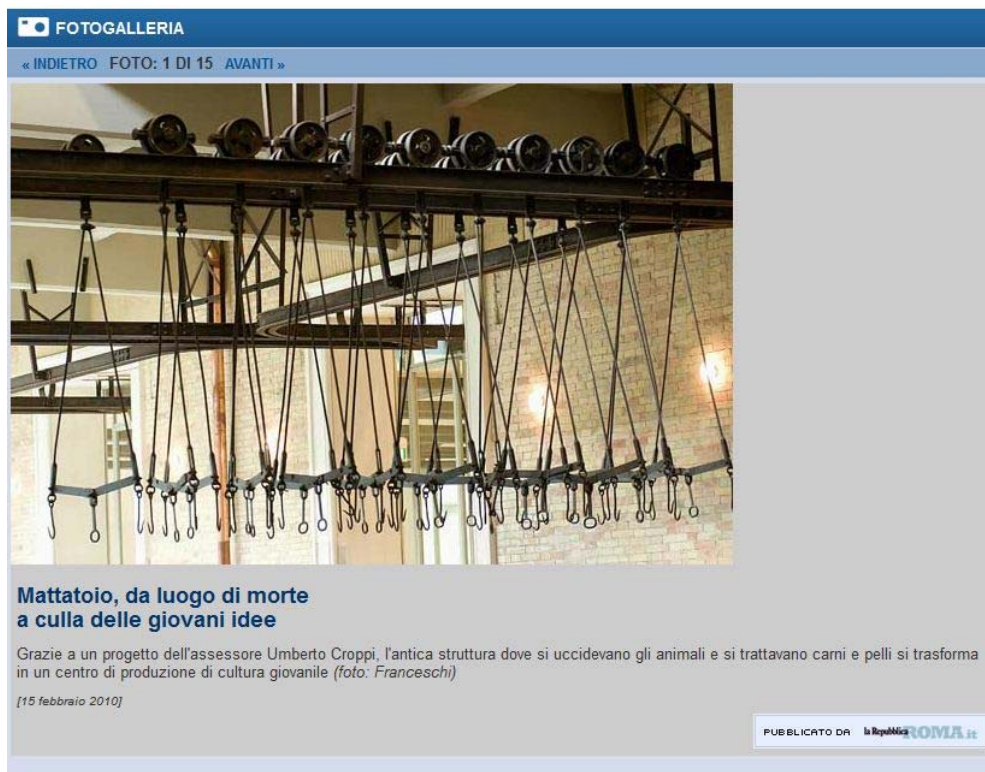 FOTOGALLERIA
« INDIETRO FOTO: 1 DI 15 AVANTI »
Mattatoio, da luogo di morte
a culla delle giovani idee
Grazie a un progetto dell'assessore Umberto Croppi, l'antica struttura dove si uccidevano gli animali e si trattavano carni e pelli si trasforma
in un centro di produzione di cultura giovanile (foto: Franceschi)
[15 febbraio 2010]
PUBBLICATO DA la Repubblica ROMA.it